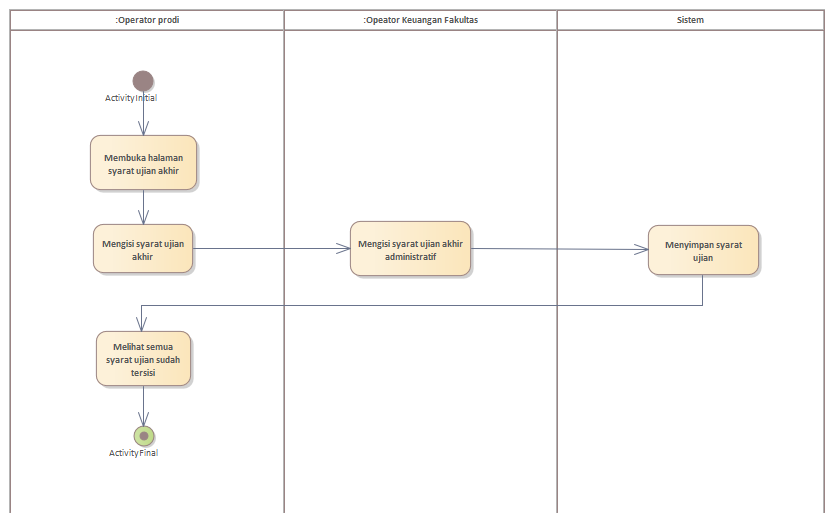 :Operator prodi
:Opeator Keuangan Fakultas
Sistem
ActivityInitial
Membuka halaman
syarat ujian akhir
Mengisi syarat ujian
akhir
Mengisi syarat ujian akhir
administratif
Menyimpan syarat
ujian
Melihat semua
syarat ujian sudah
tersisi
ActivityFinal